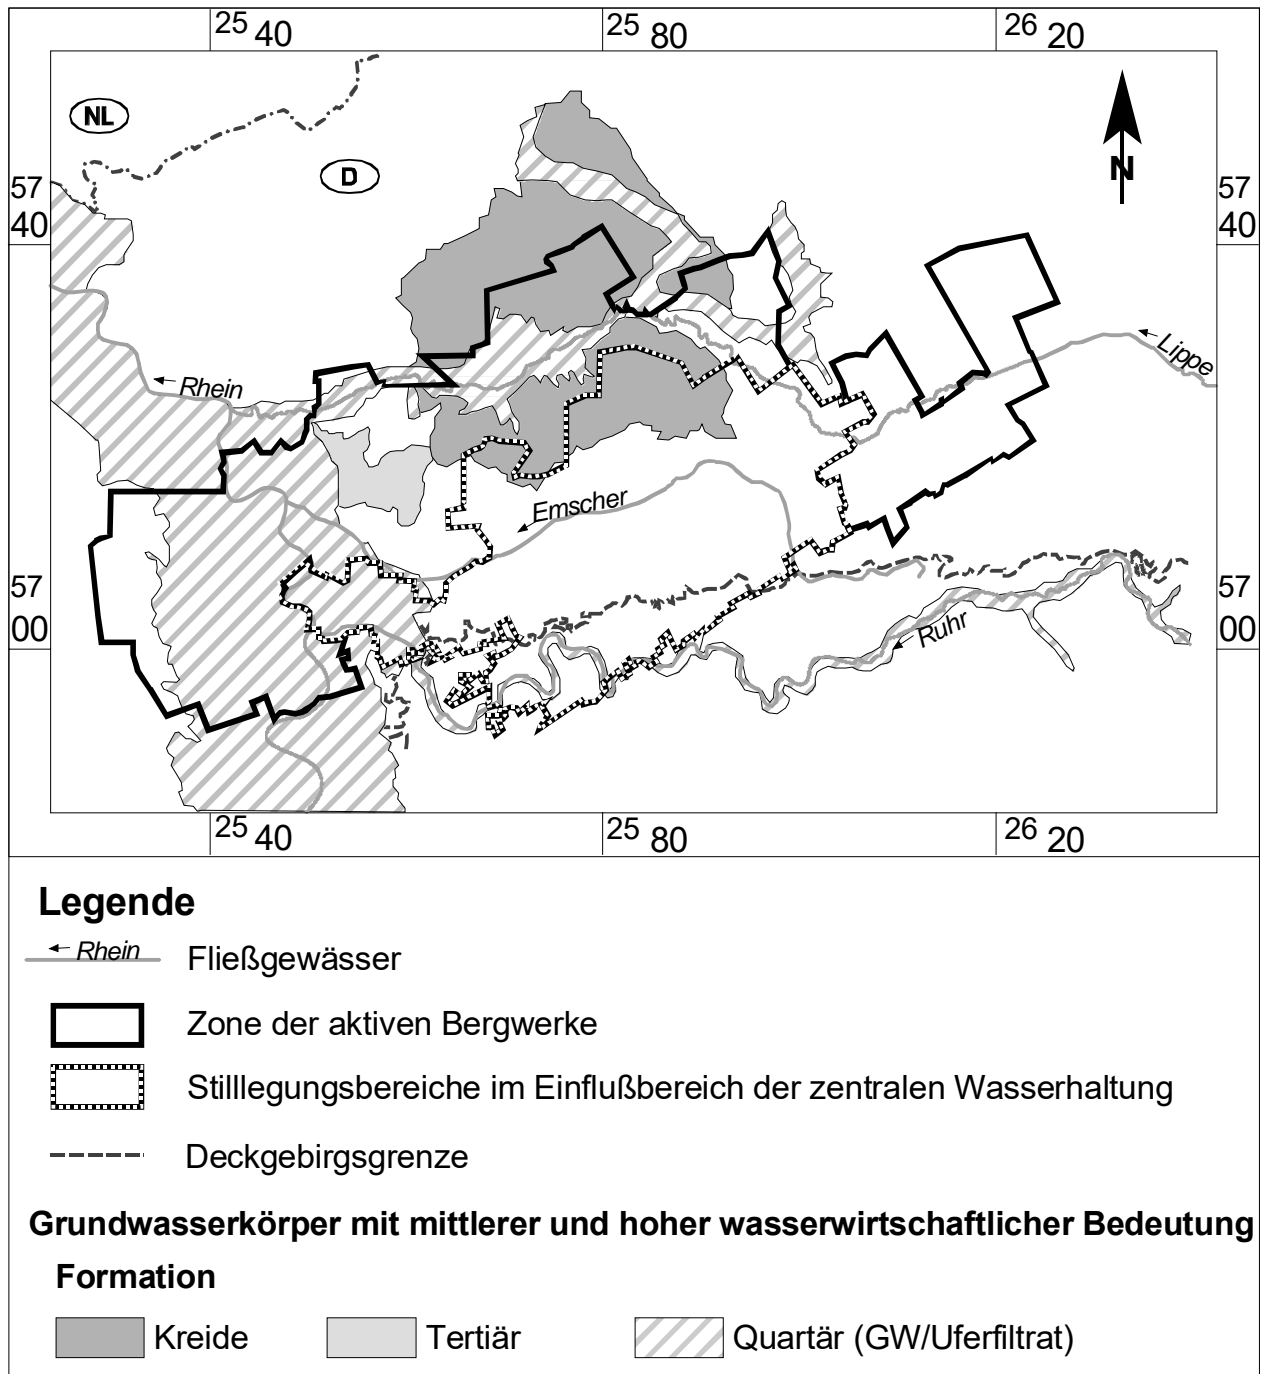 25 40 25 80 26 20
NL
D
N
57 57
40 40
Rhein
Lippe
Emscher
57 57
00 00
Ruhr
25 40 25 80 26 20
Legende
Rhein Fließgewässer
Zone der aktiven Bergwerke
Stilllegungsbereiche im Einflußbereich der zentralen Wasserhaltung
Deckgebirgsgrenze
Grundwasserkörper mit mittlerer und hoher wasserwirtschaftlicher Bedeutung
Formation
Kreide Tertiär Quartär (GW/Uferfiltrat)